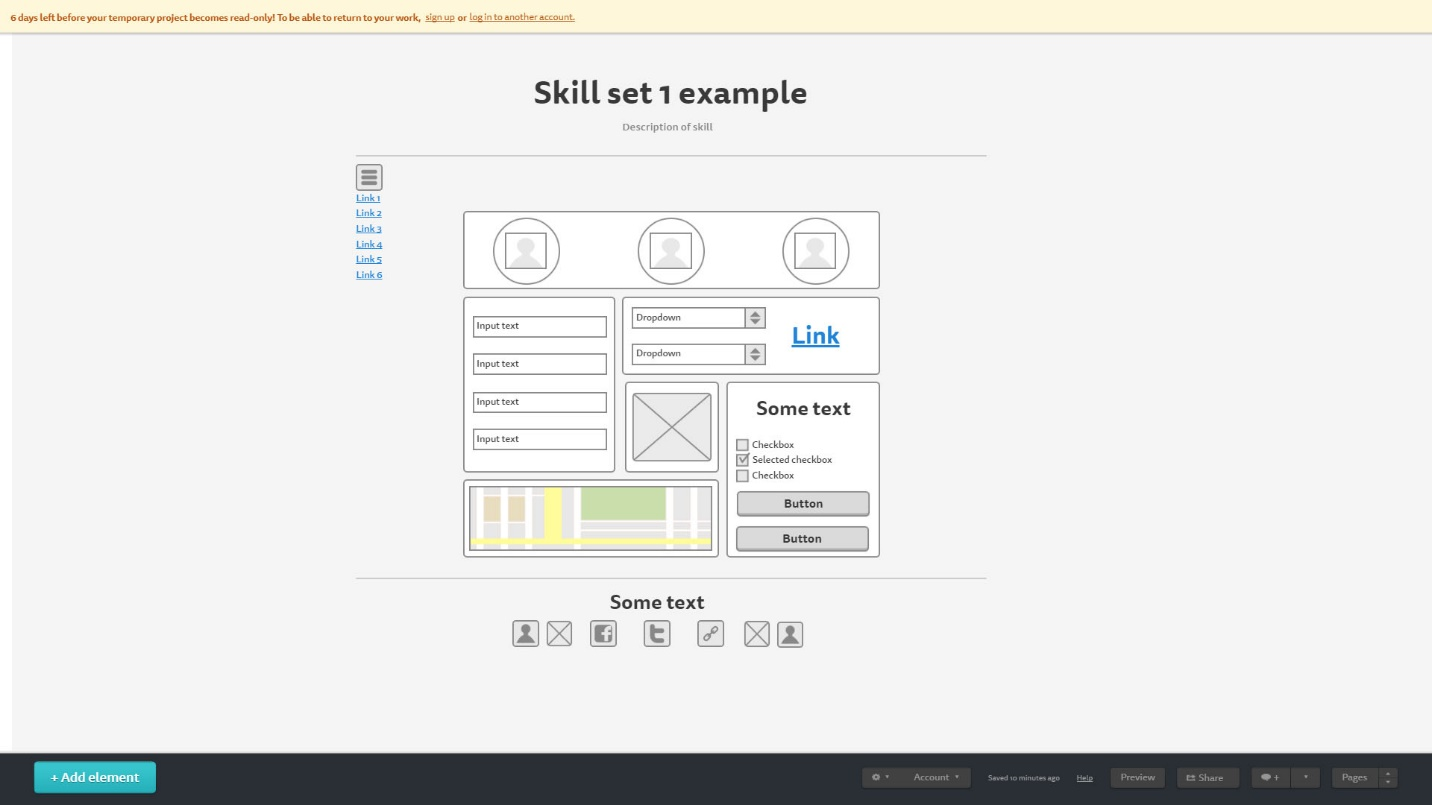 6 days left before your temporary project becomes read-only! To be able to return to your work, sign up or log in to another account.
Skill set 1 example
Description of skill
Link 1
Link 2
Link 3
Link 4
Link 5
Link 6
Input text
Input text
Input text
Input text
Dropdown
Dropdown
Link
Some text
Checkbox
Selected checkbox
Checkbox
Button
Button
Some text
+ Add element
Account
Saved 10 minutes ago
Help
Preview
Share
+
Pages